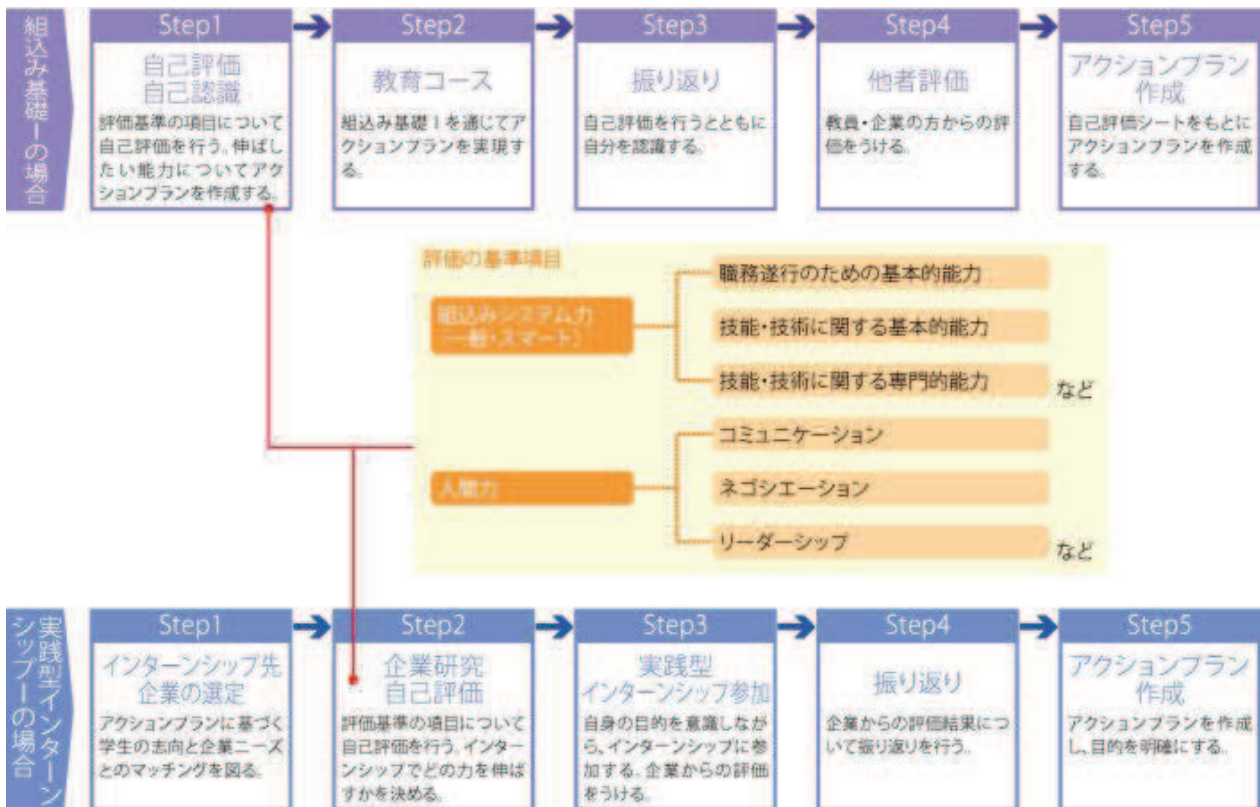 組込み基礎Ⅰの場合
Step1
自己評価
自己認識
評価基準の項目について
自己評価を行う。伸ばし
たい能力についてアク
ションプランを作成する。
Step2
教育コース
組込み基礎Ⅰを通じてア
クションプランを実現す
る。
Step3
振り返り
自己評価を行うとともに
自分を認識する。
Step4
他者評価
教員・企業の方からの評
価をうける。
Step5
アクションプラン
作成
自己評価シートをもとに
アクションプランを作成
する。
評価の基準項目
組込みシステム力
(一般・スマート)
職務遂行のための基本的能力
技能・技術に関する基本的能力
技能・技術に関する専門的能力
など
人間力
コミュニケーション
ネゴシエーション
リーダーシップ
など
実践型インターン
シップーの場合
Step1
インターンシップ先
企業の選定
アクションプランに基づく
学生の志向と企業ニーズ
とのマッチングを図る。
Step2
企業研究
自己評価
評価基準の項目について
自己評価を行う。インター
ンシップでどの力を伸ば
すかを決める。
Step3
実践型
インターンシップ参加
自身の目的を意識しなが
ら、インターンシップに参
加する。企業からの評価
をうける。
Step4
振り返り
企業からの評価結果につ
いて振り返りを行う。
Step5
アクションプラン
作成
アクションプランを作成
し、目的を明確にする。